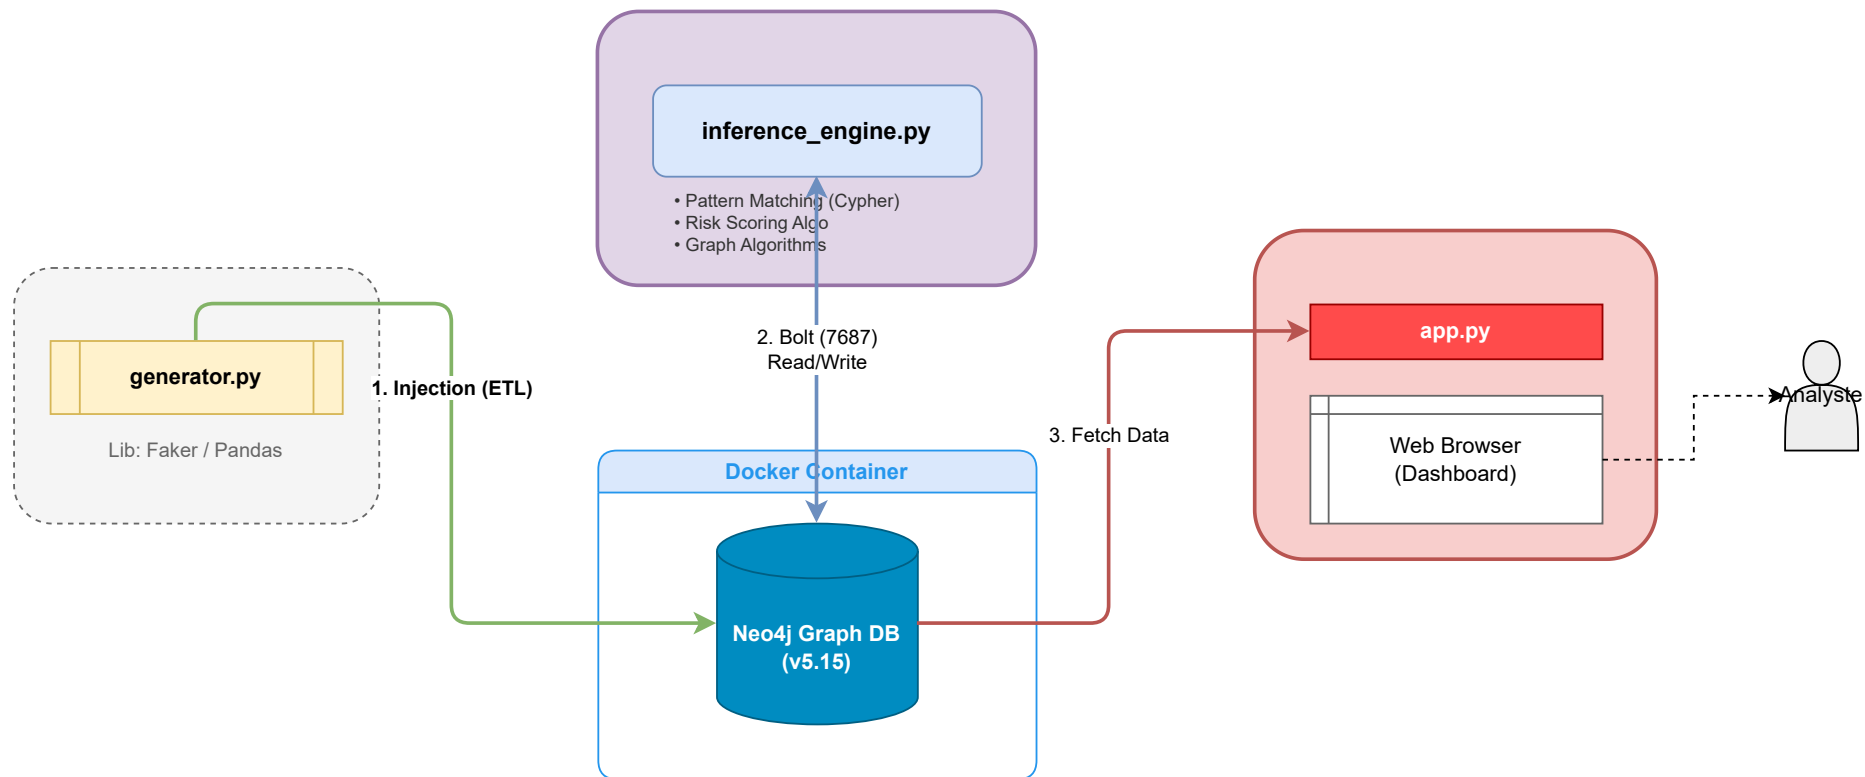 inference_engine.py
• Pattern Matching (Cypher)
• Risk Scoring Algo
• Graph Algorithms
generator.py
Lib: Faker / Pandas
1. Injection (ETL)
2. Bolt (7687)
Read/Write
Docker Container
Neo4j Graph DB
(v5.15)
3. Fetch Data
app.py
Web Browser
(Dashboard)
Analyste